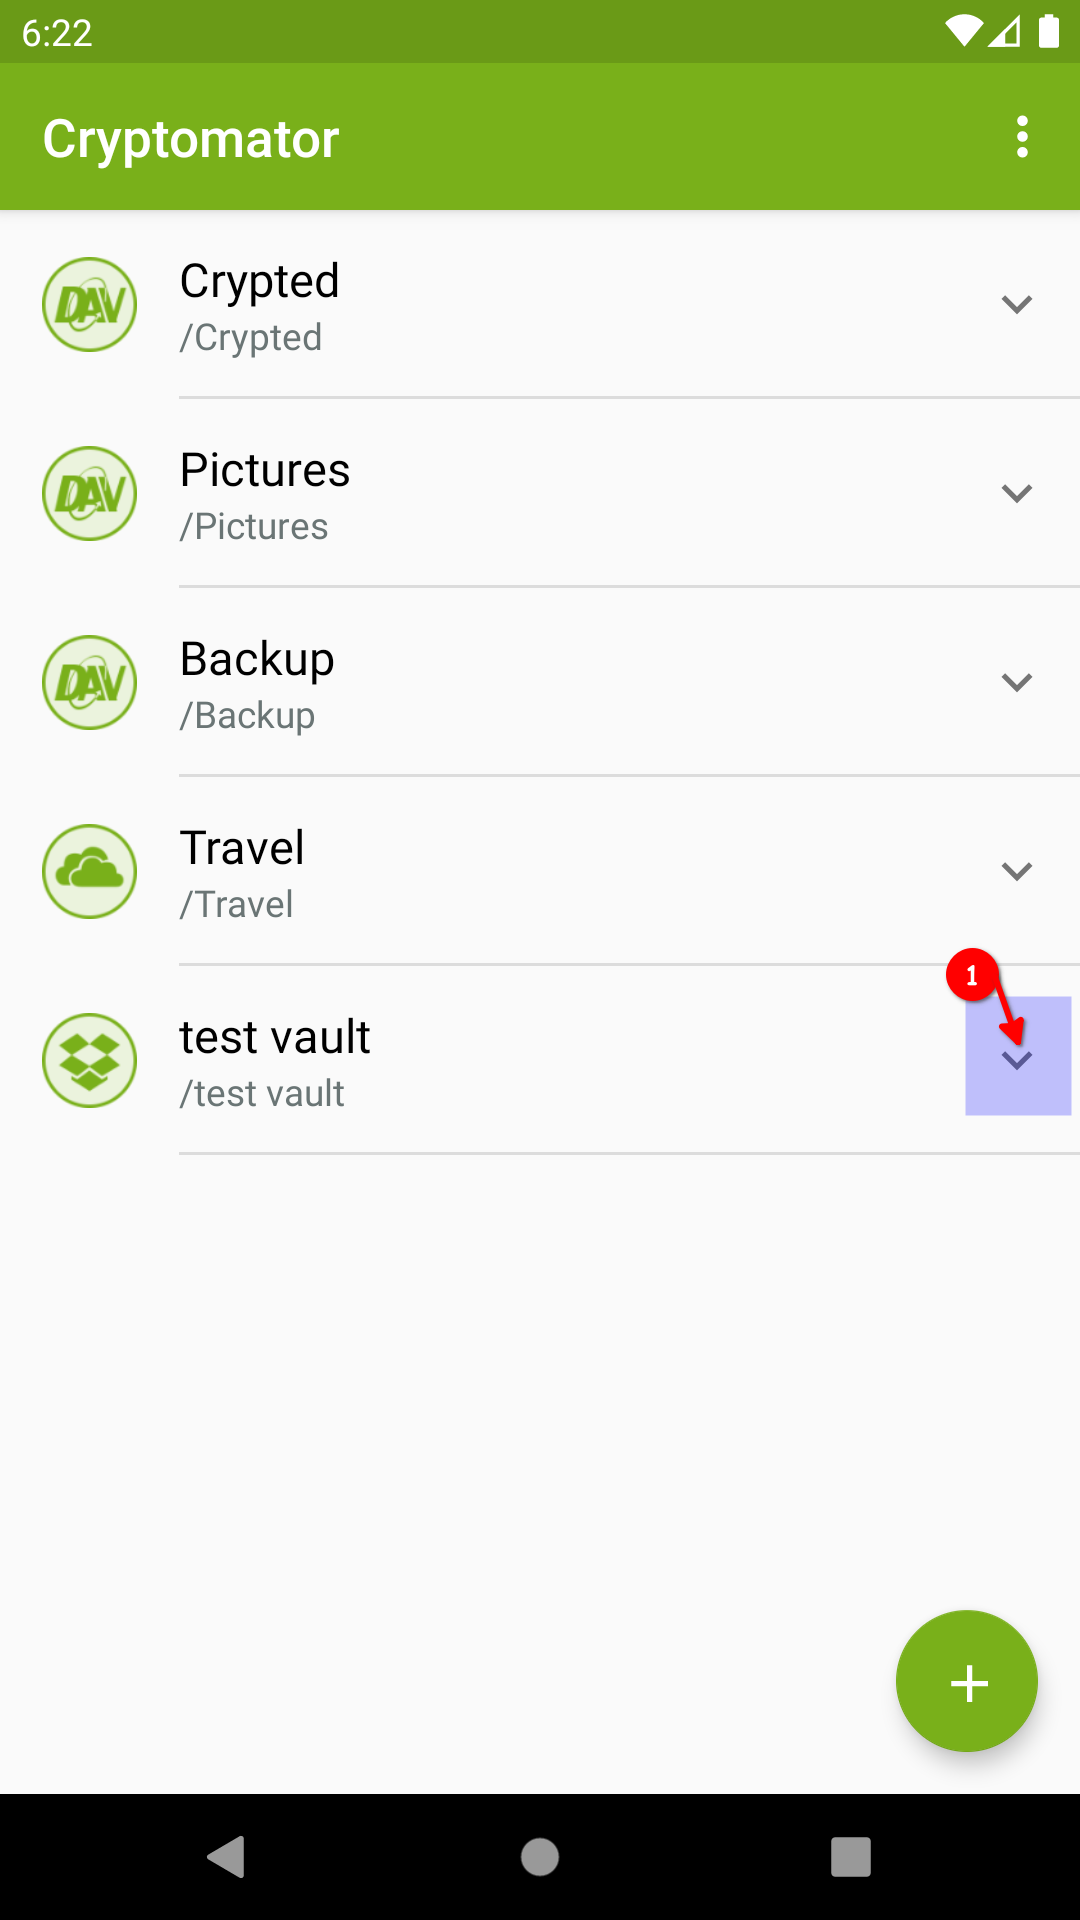 6:22
Cryptomator
DAV
Crypted
/Crypted
DAV
Pictures
/Pictures
DAV
Backup
/Backup
Travel
/Travel
1
test vault
/test vault